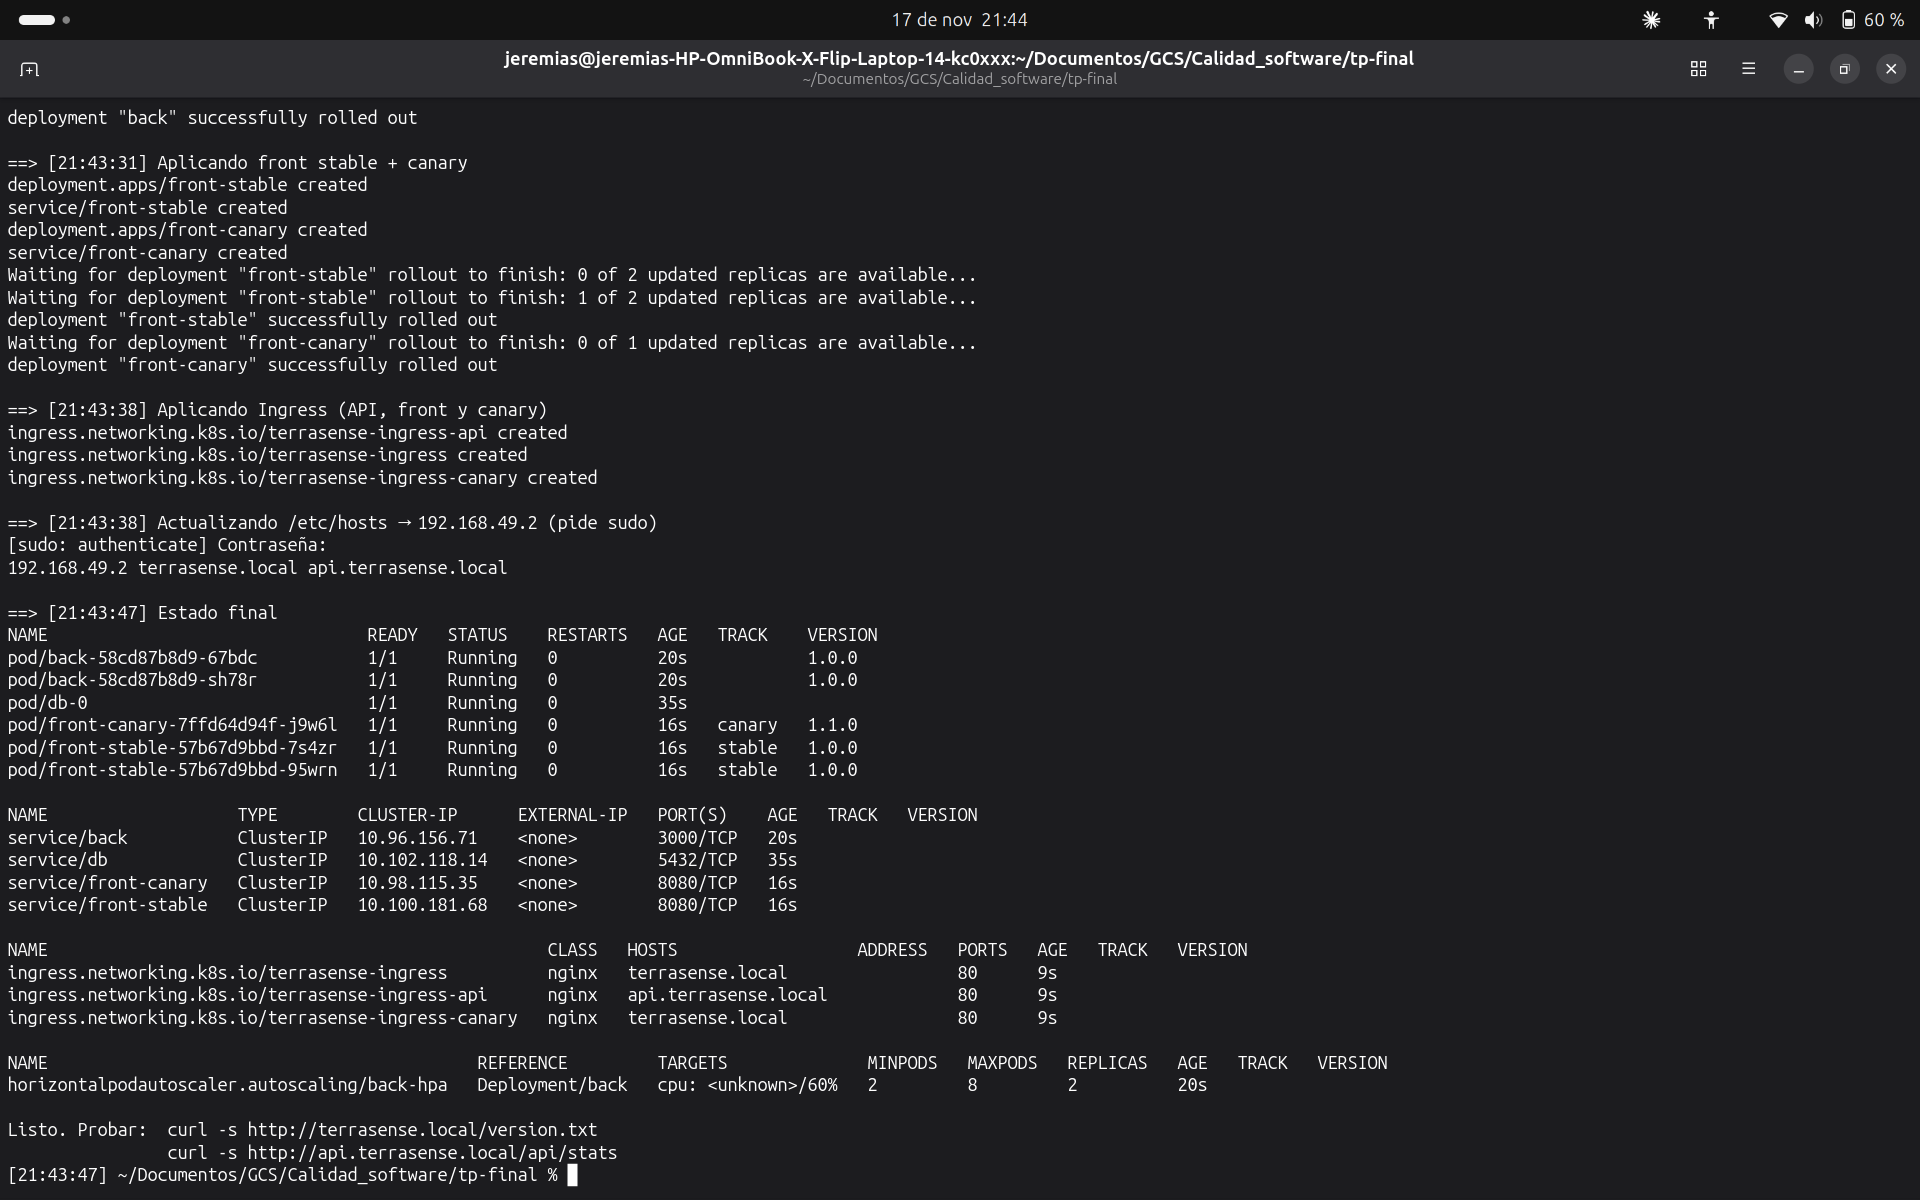 17 de nov 21:44
60 %
jeremias@jeremias-HP-OmniBook-X-Flip-Laptop-14-kc0xxx:~/Documentos/GCS/Calidad_software/tp-final
~/Documentos/GCS/Calidad_software/tp-final
deployment "back" successfully rolled out
==> [21:43:31] Aplicando front stable + canary
deployment.apps/front-stable created
service/front-stable created
deployment.apps/front-canary created
service/front-canary created
Waiting for deployment "front-stable" rollout to finish: 0 of 2 updated replicas are available...
Waiting for deployment "front-stable" rollout to finish: 1 of 2 updated replicas are available...
deployment "front-stable" successfully rolled out
Waiting for deployment "front-canary" rollout to finish: 0 of 1 updated replicas are available...
deployment "front-canary" successfully rolled out
==> [21:43:38] Aplicando Ingress (API, front y canary)
ingress.networking.k8s.io/terrasense-ingress-api created
ingress.networking.k8s.io/terrasense-ingress created
ingress.networking.k8s.io/terrasense-ingress-canary created
==> [21:43:38] Actualizando /etc/hosts → 192.168.49.2 (pide sudo)
[sudo: authenticate] Contraseña:
192.168.49.2 terrasense.local api.terrasense.local
==> [21:43:47] Estado final
NAME READY STATUS RESTARTS AGE TRACK VERSION
pod/back-58cd87b8d9-67bdc 1/1 Running 0 20s 1.0.0
pod/back-58cd87b8d9-sh78r 1/1 Running 0 20s 1.0.0
pod/db-0 1/1 Running 0 35s
pod/front-canary-7ffd64d94f-j9w6l 1/1 Running 0 16s canary 1.1.0
pod/front-stable-57b67d9bbd-7s4zr 1/1 Running 0 16s stable 1.0.0
pod/front-stable-57b67d9bbd-95wrn 1/1 Running 0 16s stable 1.0.0
NAME TYPE CLUSTER-IP EXTERNAL-IP PORT(S) AGE TRACK VERSION
service/back ClusterIP 10.96.156.71 <none> 3000/TCP 20s
service/db ClusterIP 10.102.118.14 <none> 5432/TCP 35s
service/front-canary ClusterIP 10.98.115.35 <none> 8080/TCP 16s
service/front-stable ClusterIP 10.100.181.68 <none> 8080/TCP 16s
NAME CLASS HOSTS ADDRESS PORTS AGE TRACK VERSION
ingress.networking.k8s.io/terrasense-ingress nginx terrasense.local 80 9s
ingress.networking.k8s.io/terrasense-ingress-api nginx api.terrasense.local 80 9s
ingress.networking.k8s.io/terrasense-ingress-canary nginx terrasense.local 80 9s
NAME REFERENCE TARGETS MINPODS MAXPODS REPLICAS AGE TRACK VERSION
horizontalpodautoscaler.autoscaling/back-hpa Deployment/back cpu: <unknown>/60% 2 8 2 20s
Listo. Probar: curl -s http://terrasense.local/version.txt
curl -s http://api.terrasense.local/api/stats
[21:43:47] ~/Documentos/GCS/Calidad_software/tp-final %